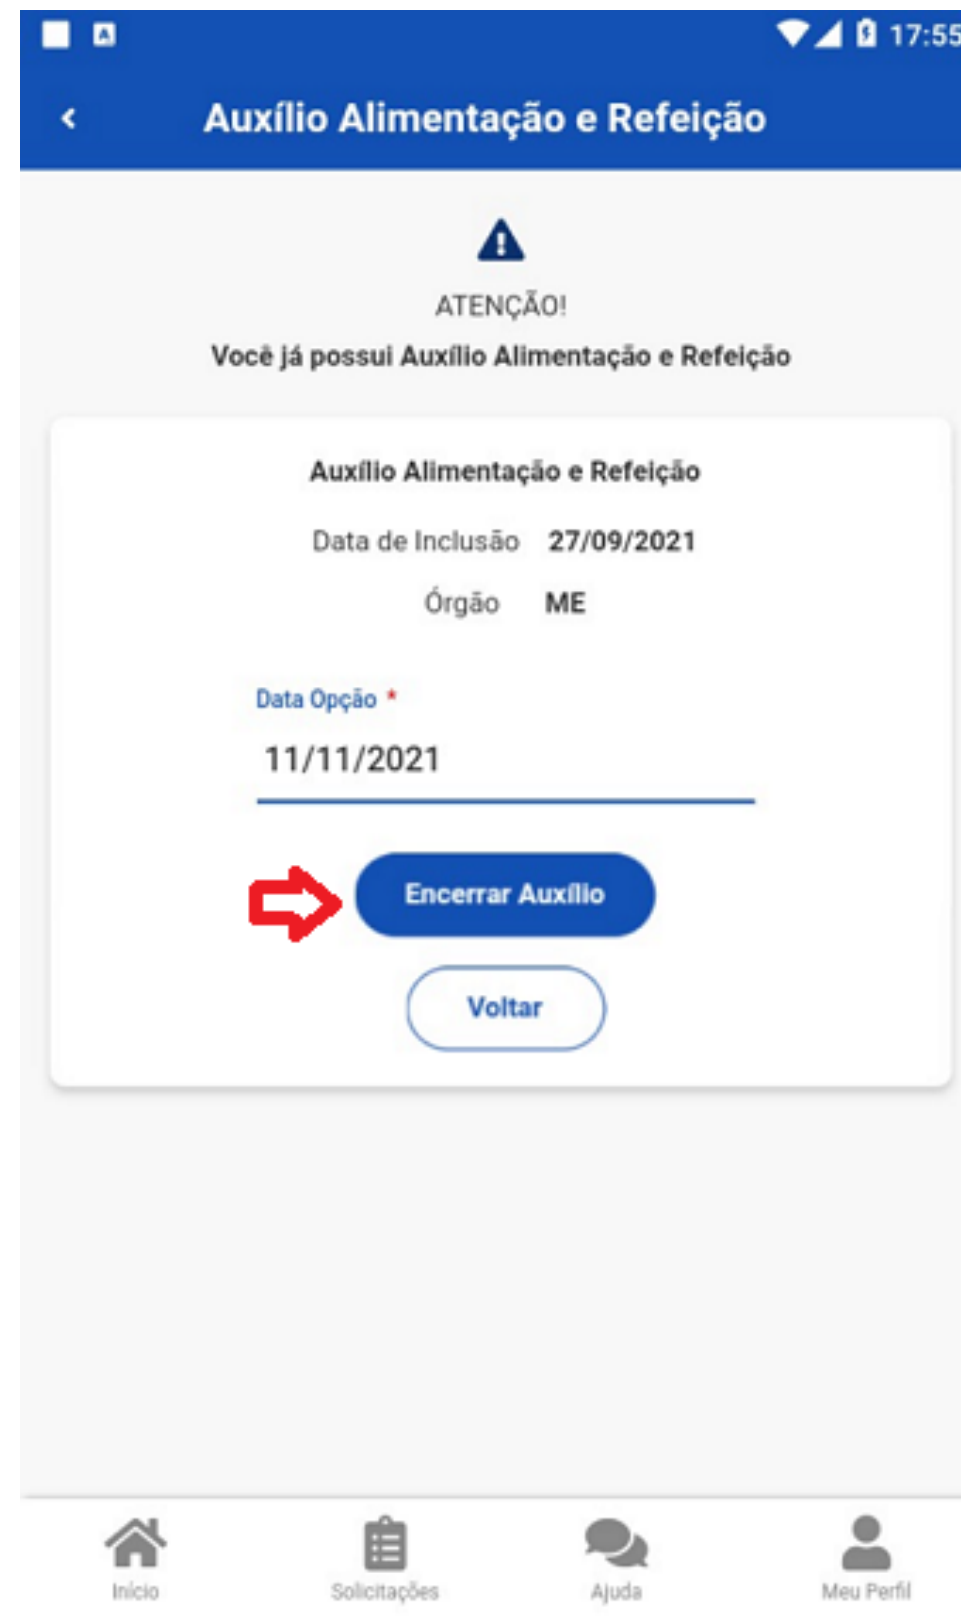 17:55
Auxílio Alimentação e Refeição
ATENÇÃO!
Você já possui Auxílio Alimentação e Refeição
Auxílio Alimentação e Refeição
Data de Inclusão 27/09/2021
Órgão ME
Data Opção *
11/11/2021
Encerrar Auxílio
Voltar
Início Solicitações Ajuda Meu Perfil